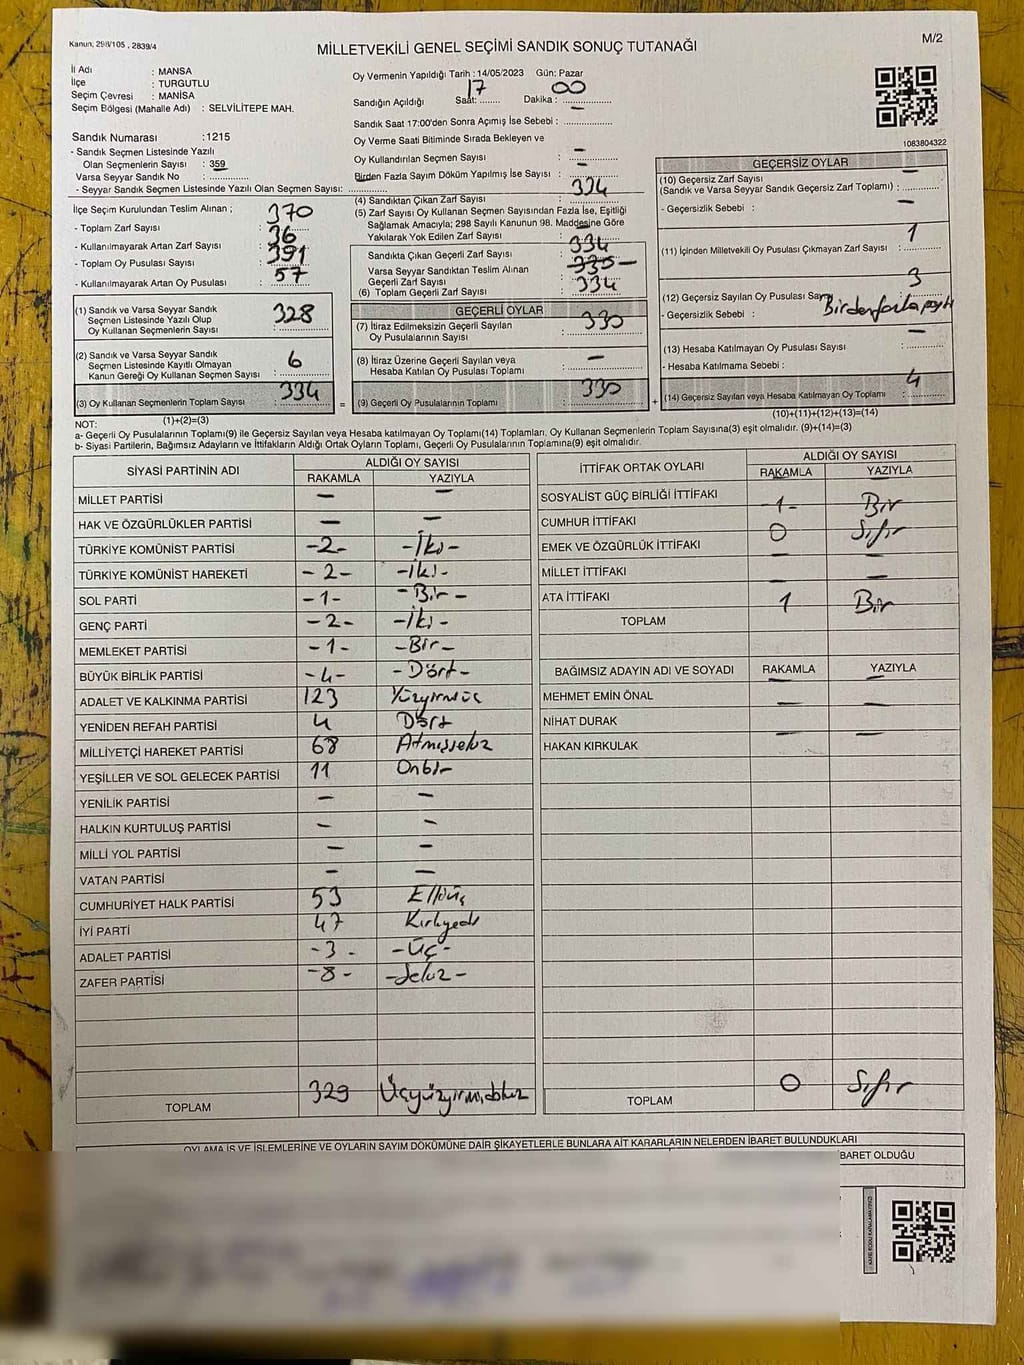 Kanun, 298/105 , 2839/4
M/2
MİLLETVEKİLİ GENEL SEÇİMİ SANDIK SONUÇ TUTANAĞI
İl Adı : MANSA
İlçe : TURGUTLU
Seçim Çevresi : MANİSA
Seçim Bölgesi (Mahalle Adı) : SELVİLİTEPE MAH.
Oy Vermenin Yapıldığı Tarih : 14/05/2023 Gün: Pazar
Sandığın Açıldığı Saat: 17 Dakika : 00
Sandık Saat 17:00'den Sonra Açımış İse Sebebi : –
Oy Verme Saati Bitiminde Sırada Bekleyen ve
Oy Kullandırılan Seçmen Sayısı : –
Birden Fazla Sayım Döküm Yapılmış İse Sayısı : –
Sandık Numarası :1215
- Sandık Seçmen Listesinde Yazılı
Olan Seçmenlerin Sayısı : 359
Varsa Seyyar Sandık No :
- Seyyar Sandık Seçmen Listesinde Yazılı Olan Seçmen Sayısı:
1083804322
İlçe Seçim Kurulundan Teslim Alınan ;
- Toplam Zarf Sayısı : 370
- Kullanılmayarak Artan Zarf Sayısı : 36
- Toplam Oy Pusulası Sayısı : 391
- Kullanılmayarak Artan Oy Pusulası : 57
(4) Sandıktan Çıkan Zarf Sayısı : 334
(5) Zarf Sayısı Oy Kullanan Seçmen Sayısından Fazla İse, Eşitliği
Sağlamak Amacıyla; 298 Sayılı Kanunun 98. Maddesine Göre
Yakılarak Yok Edilen Zarf Sayısı : –
Sandıkta Çıkan Geçerli Zarf Sayısı : 334
Varsa Seyyar Sandıktan Teslim Alınan
Geçerli Zarf Sayısı : 335 –
(6) Toplam Geçerli Zarf Sayısı : 334
GEÇERSİZ OYLAR
(10) Geçersiz Zarf Sayısı
(Sandık ve Varsa Seyyar Sandık Geçersiz Zarf Toplamı) : –
- Geçersizlik Sebebi : –
(11) İçinden Milletvekili Oy Pusulası Çıkmayan Zarf Sayısı : 1
(12) Geçersiz Sayılan Oy Pusulası Sayısı 3
- Geçersizlik Sebebi : Birden fazla partı
(13) Hesaba Katılmayan Oy Pusulası Sayısı : –
- Hesaba Katılmama Sebebi :
(14) Geçersiz Sayılan veya Hesaba Katılmayan Oy Toplamı : 4
(10)+(11)+(12)+(13)=(14)
(1) Sandık ve Varsa Seyyar Sandık
Seçmen Listesinde Yazılı Olup
Oy Kullanan Seçmenlerin Sayısı : 328
(2) Sandık ve Varsa Seyyar Sandık
Seçmen Listesinde Kayıtlı Olmayan
Kanun Gereği Oy Kullanan Seçmen Sayısı : 6
(3) Oy Kullanan Seçmenlerin Toplam Sayısı : 334 =
(1)+(2)=(3)
GEÇERLİ OYLAR
(7) İtiraz Edilmeksizin Geçerli Sayılan
Oy Pusulalarının Sayısı : 330
(8) İtiraz Üzerine Geçerli Sayılan veya
Hesaba Katılan Oy Pusulası Toplamı : –
(9) Geçerli Oy Pusulalarının Toplamı : 330 +
NOT:
a- Geçerli Oy Pusulalarının Toplamı(9) ile Geçersiz Sayılan veya Hesaba Katılmayan Oy Toplamı(14) Toplamları, Oy Kullanan Seçmenlerin Toplam Sayısına(3) eşit olmalıdır. (9)+(14)=(3)
b- Siyasi Partilerin, Bağımsız Adayların ve İttifakların Aldığı Ortak Oyların Toplamı, Geçerli Oy Pusulalarının Toplamına(9) eşit olmalıdır.
SİYASİ PARTİNİN ADI ALDIĞI OY SAYISI
RAKAMLA YAZIYLA
MİLLET PARTİSİ – –
HAK VE ÖZGÜRLÜKLER PARTİSİ – –
TÜRKİYE KOMÜNİST PARTİSİ -2- -İki-
TÜRKİYE KOMÜNİST HAREKETİ -2- -İki-
SOL PARTİ -1- -Bir-
GENÇ PARTİ -2- -İki-
MEMLEKET PARTİSİ -1- -Bir-
BÜYÜK BİRLİK PARTİSİ -4- -Dört-
ADALET VE KALKINMA PARTİSİ 123 Yüzyirmiüç
YENİDEN REFAH PARTİSİ 4 Dört
MİLLİYETÇİ HAREKET PARTİSİ 68 Atmışsekiz
YEŞİLLER VE SOL GELECEK PARTİSİ 11 Onbir
YENİLİK PARTİSİ – –
HALKIN KURTULUŞ PARTİSİ – –
MİLLİ YOL PARTİSİ – –
VATAN PARTİSİ – –
CUMHURİYET HALK PARTİSİ 53 Elliüç
İYİ PARTİ 47 Kırkyedi
ADALET PARTİSİ -3- -Üç-
ZAFER PARTİSİ -8- -Sekiz-
TOPLAM 329 Üçyüzyirmidokuz
İTTİFAK ORTAK OYLARI ALDIĞI OY SAYISI
RAKAMLA YAZIYLA
SOSYALİST GÜÇ BİRLİĞİ İTTİFAKI – –
CUMHUR İTTİFAKI -1- Bir
EMEK VE ÖZGÜRLÜK İTTİFAKI 0 Sıfır
MİLLET İTTİFAKI – –
ATA İTTİFAKI – –
TOPLAM 1 Bir
BAĞIMSIZ ADAYIN ADI VE SOYADI RAKAMLA YAZIYLA
MEHMET EMİN ÖNAL – –
NİHAT DURAK – –
HAKAN KIRKULAK – –
TOPLAM 0 Sıfır
OYLAMA İŞ VE İŞLEMLERİNE VE OYLARIN SAYIM DÖKÜMÜNE DAİR ŞİKAYETLERLE BUNLARA AİT KARARLARIN NELERDEN İBARET BULUNDUKLARI
İBARET OLDUĞU